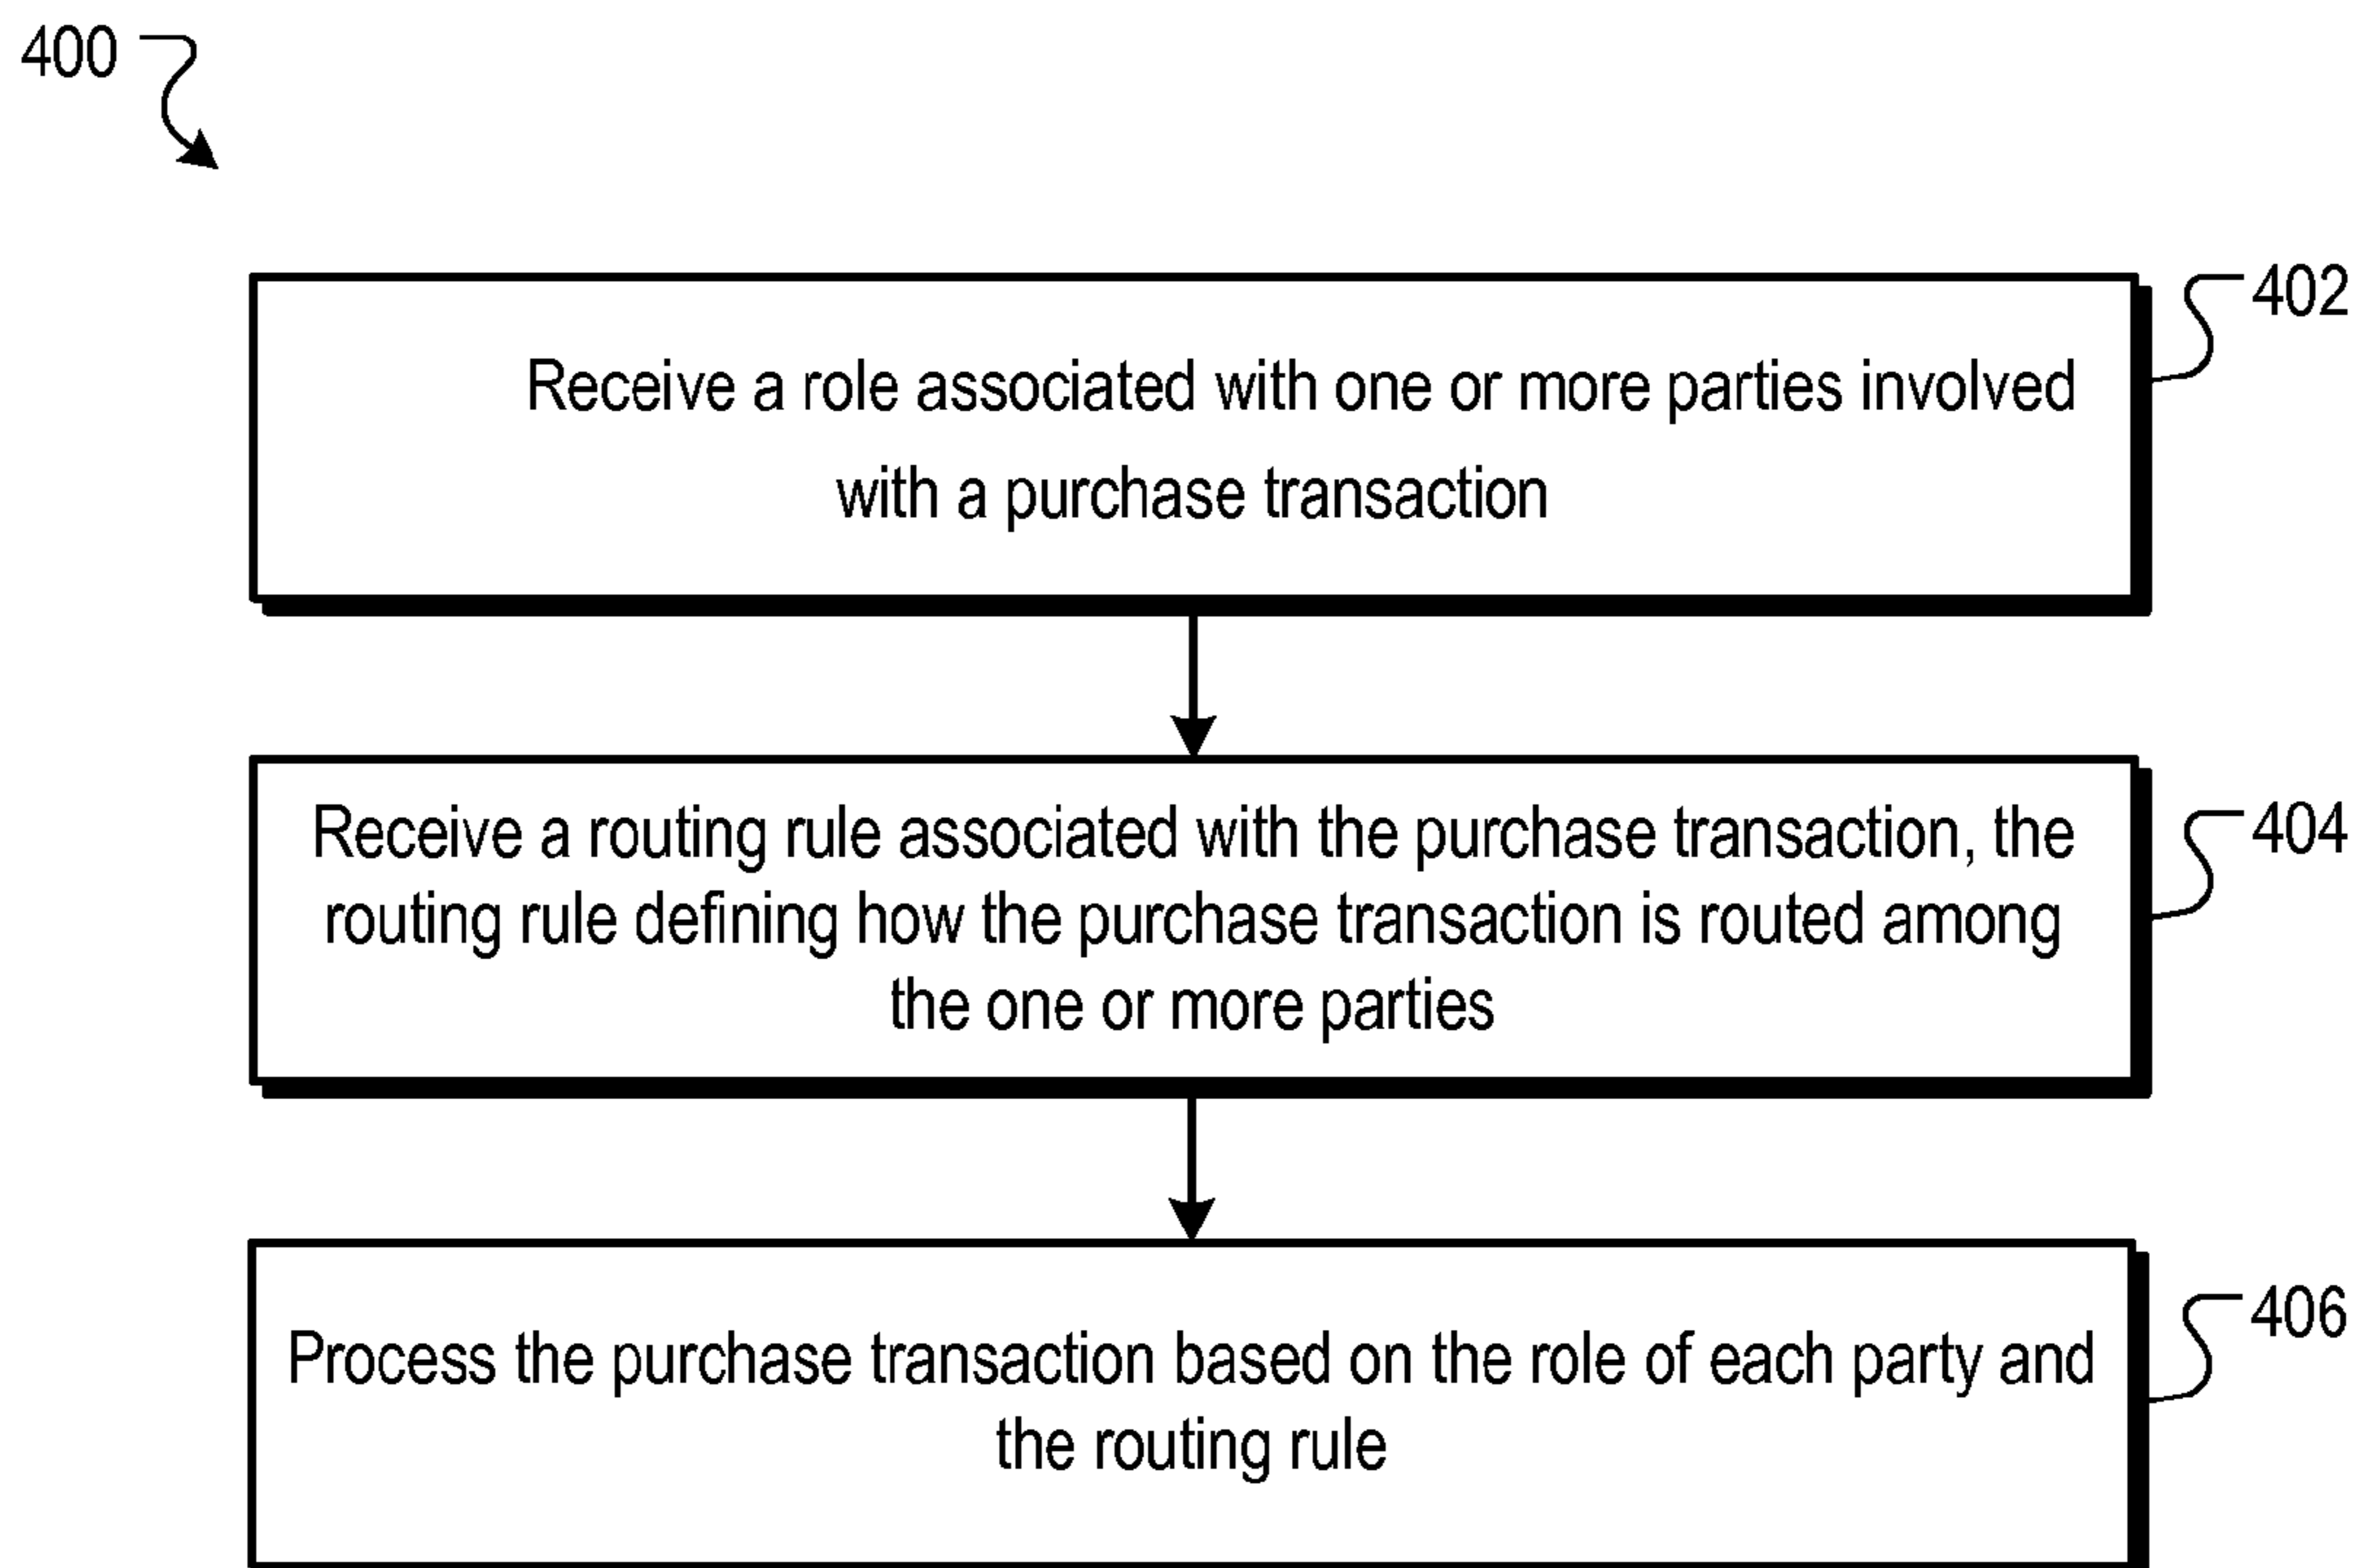 400
402
Receive a role associated with one or more parties involved
with a purchase transaction
404
Receive a routing rule associated with the purchase transaction, the
routing rule defining how the purchase transaction is routed among
the one or more parties
406
Process the purchase transaction based on the role of each party and
the routing rule